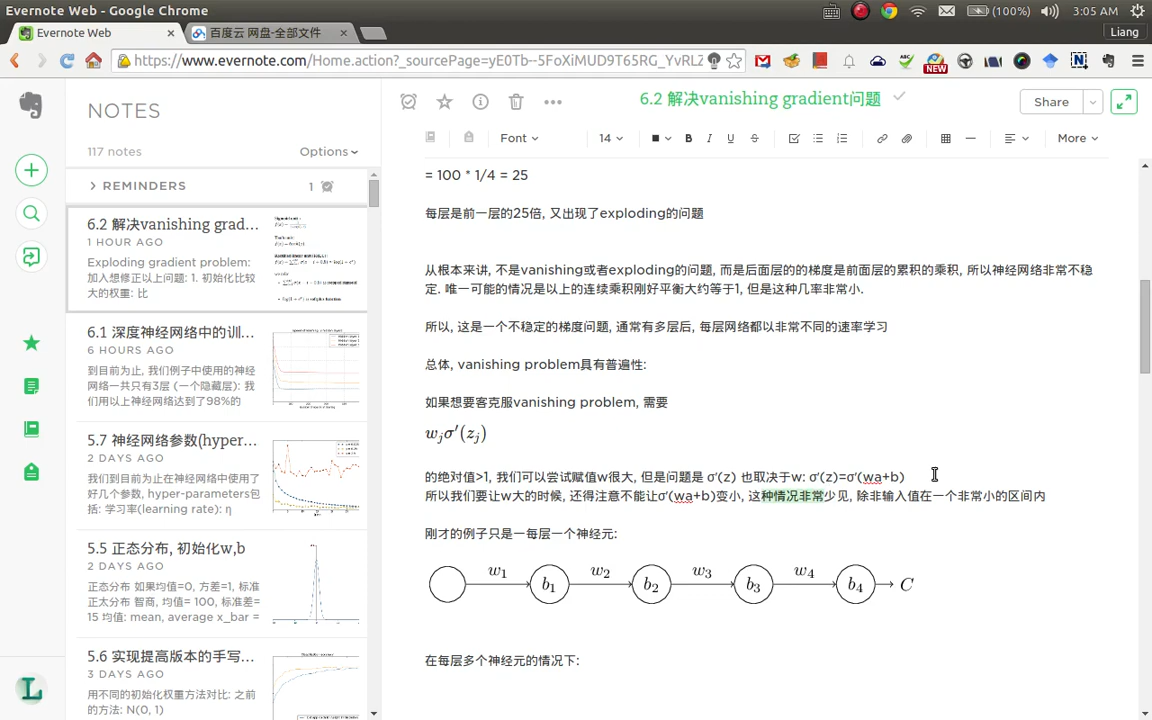 Evernote Web - Google Chrome
(100%)
3:05 AM
Evernote Web
百度云 网盘-全部文件
Liang
https://www.evernote.com/Home.action?_sourcePage=yE0Tb--5FoXiMUD9T65RG_YvRLZ
NEW
N
NOTES
117 notes
Options
REMINDERS
1
6.2 解决vanishing grad...
1 HOUR AGO
Exploding gradient problem:
加入想修正以上问题: 1. 初始化比较
大的权重: 比
6.1 深度神经网络中的训...
6 HOURS AGO
到目前为止, 我们例子中使用的神经
网络一共只有3层 (一个隐藏层): 我
们用以上神经网络达到了98%的
5.7 神经网络参数(hyper-...
2 DAYS AGO
我们到目前为止在神经网络中使用了
好几个参数, hyper-parameters包
括: 学习率(learning rate): η
5.5 正态分布, 初始化w,b
2 DAYS AGO
正态分布 如果均值=0, 方差=1, 标准
正太分布 智商, 均值= 100, 标准差=
15 均值: mean, average x_bar =
5.6 实现提高版本的手写...
3 DAYS AGO
用不同的初始化权重方法对比: 之前
的方法: N(0, 1)
L
6.2 解决vanishing gradient问题
Share
Font
14
B
I
U
More
= 100 * 1/4 = 25
每层是前一层的25倍, 又出现了exploding的问题
从根本来讲, 不是vanishing或者exploding的问题, 而是后面层的的梯度是前面层的累积的乘积, 所以神经网络非常不稳
定. 唯一可能的情况是以上的连续乘积刚好平衡大约等于1, 但是这种几率非常小.
所以, 这是一个不稳定的梯度问题, 通常有多层后, 每层网络都以非常不同的速率学习
总体, vanishing problem具有普遍性:
如果想要客克服vanishing problem, 需要
w_jσ′(z_j)
的绝对值>1, 我们可以尝试赋值w很大, 但是问题是 σ′(z) 也取决于w: σ′(z)=σ′(wa+b)
所以我们要让w大的时候, 还得注意不能让σ′(wa+b)变小, 这种情况非常少见, 除非输入值在一个非常小的区间内
刚才的例子只是一每层一个神经元:
w₁ w₂ w₃ w₄
b₁ b₂ b₃ b₄ C
在每层多个神经元的情况下: